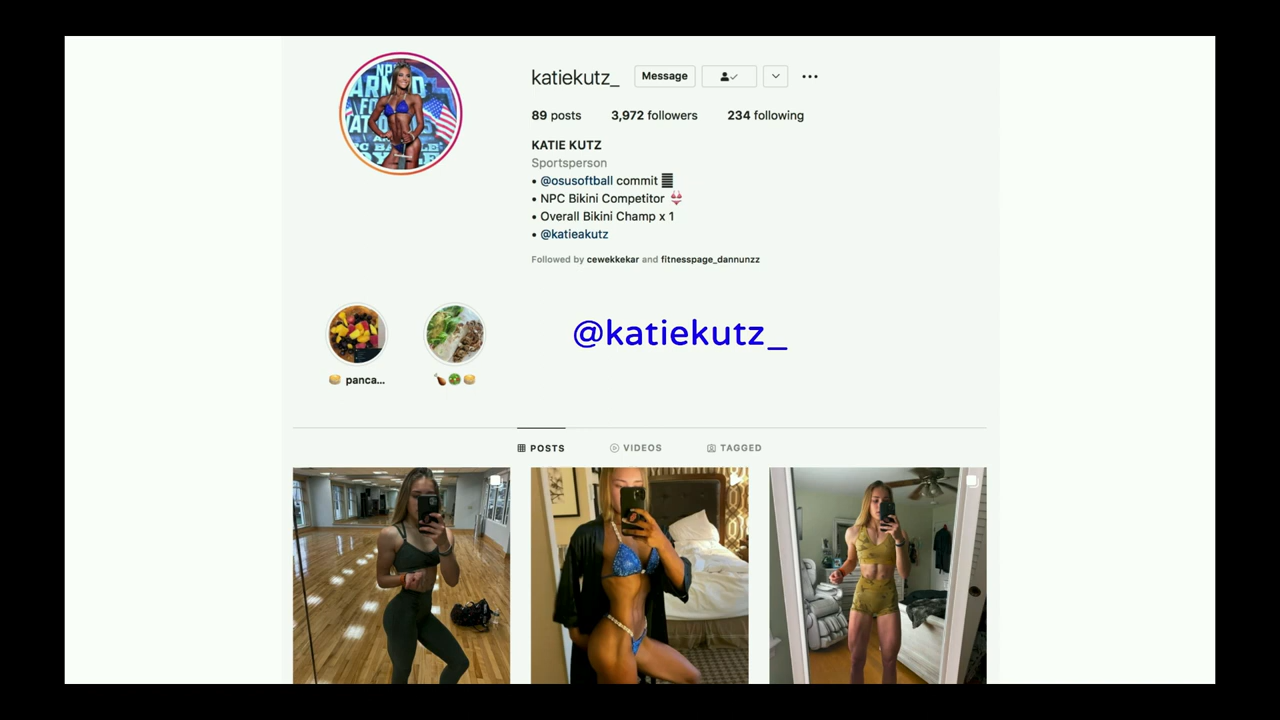 katiekutz_ Message
89 posts 3,972 followers 234 following
KATIE KUTZ
Sportsperson
• @osusoftball commit
• NPC Bikini Competitor 👙
• Overall Bikini Champ x 1
• @katieakutz
Followed by cewekkekar and fitnesspage_dannunzz
@katiekutz_
🥞 panca...
🍗🥝🥞
POSTS VIDEOS TAGGED